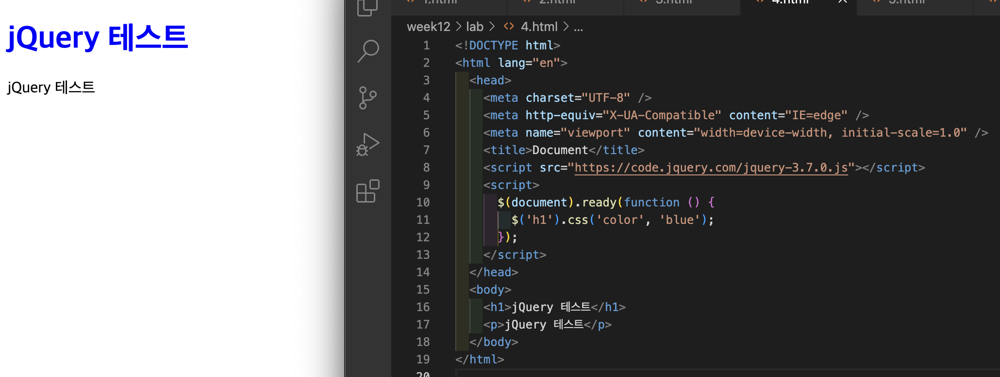 jQuery 테스트
jQuery 테스트
1.html 2.html 3.html 4.html 5.html
week12 > lab > <> 4.html > ...
1 <!DOCTYPE html>
2 <html lang="en">
3 <head>
4 <meta charset="UTF-8" />
5 <meta http-equiv="X-UA-Compatible" content="IE=edge" />
6 <meta name="viewport" content="width=device-width, initial-scale=1.0" />
7 <title>Document</title>
8 <script src="https://code.jquery.com/jquery-3.7.0.js"></script>
9 <script>
10 $(document).ready(function () {
11 $('h1').css('color', 'blue');
12 });
13 </script>
14 </head>
15 <body>
16 <h1>jQuery 테스트</h1>
17 <p>jQuery 테스트</p>
18 </body>
19 </html>
20